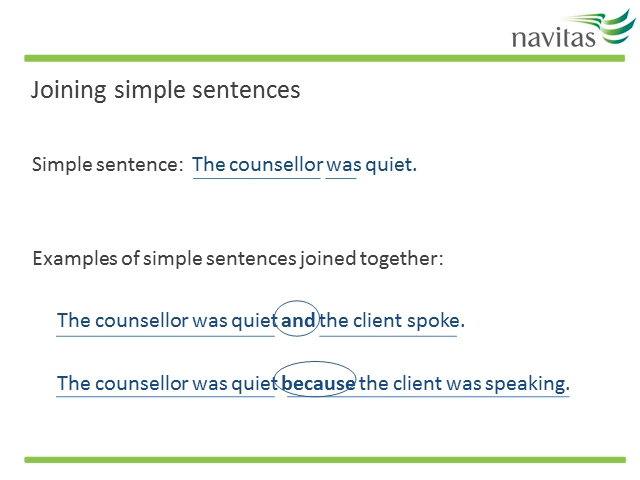 navitas
Joining simple sentences
Simple sentence: The counsellor was quiet.
Examples of simple sentences joined together:
The counsellor was quiet and the client spoke.
The counsellor was quiet because the client was speaking.